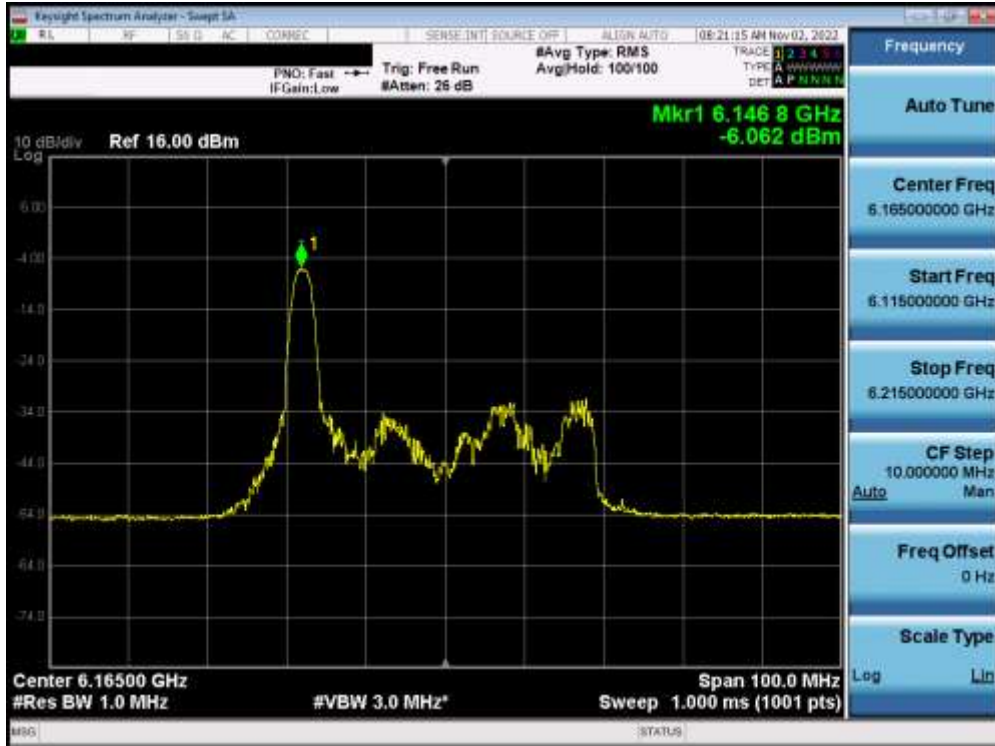 Keysight Spectrum Analyzer - Swept SA
RL RF 50 Ω AC CORREC SENSE:INT SOURCE OFF ALIGN AUTO 08:21:15 AM Nov 02, 2022
PNO: Fast Trig: Free Run #Avg Type: RMS TRACE 1 2 3 4 5 6
IFGain:Low #Atten: 26 dB Avg|Hold: 100/100 TYPE A WWWWW
DET A P N N N N
Mkr1 6.146 8 GHz
-6.062 dBm
10 dB/div Ref 16.00 dBm
Log
6.00
-4.00
-14.0
-24.0
-34.0
-44.0
-54.0
-64.0
-74.0
1
Center 6.16500 GHz Span 100.0 MHz
#Res BW 1.0 MHz #VBW 3.0 MHz* Sweep 1.000 ms (1001 pts)
MSG STATUS
Frequency
Auto Tune
Center Freq
6.165000000 GHz
Start Freq
6.115000000 GHz
Stop Freq
6.215000000 GHz
CF Step
10.000000 MHz
Auto Man
Freq Offset
0 Hz
Scale Type
Log Lin